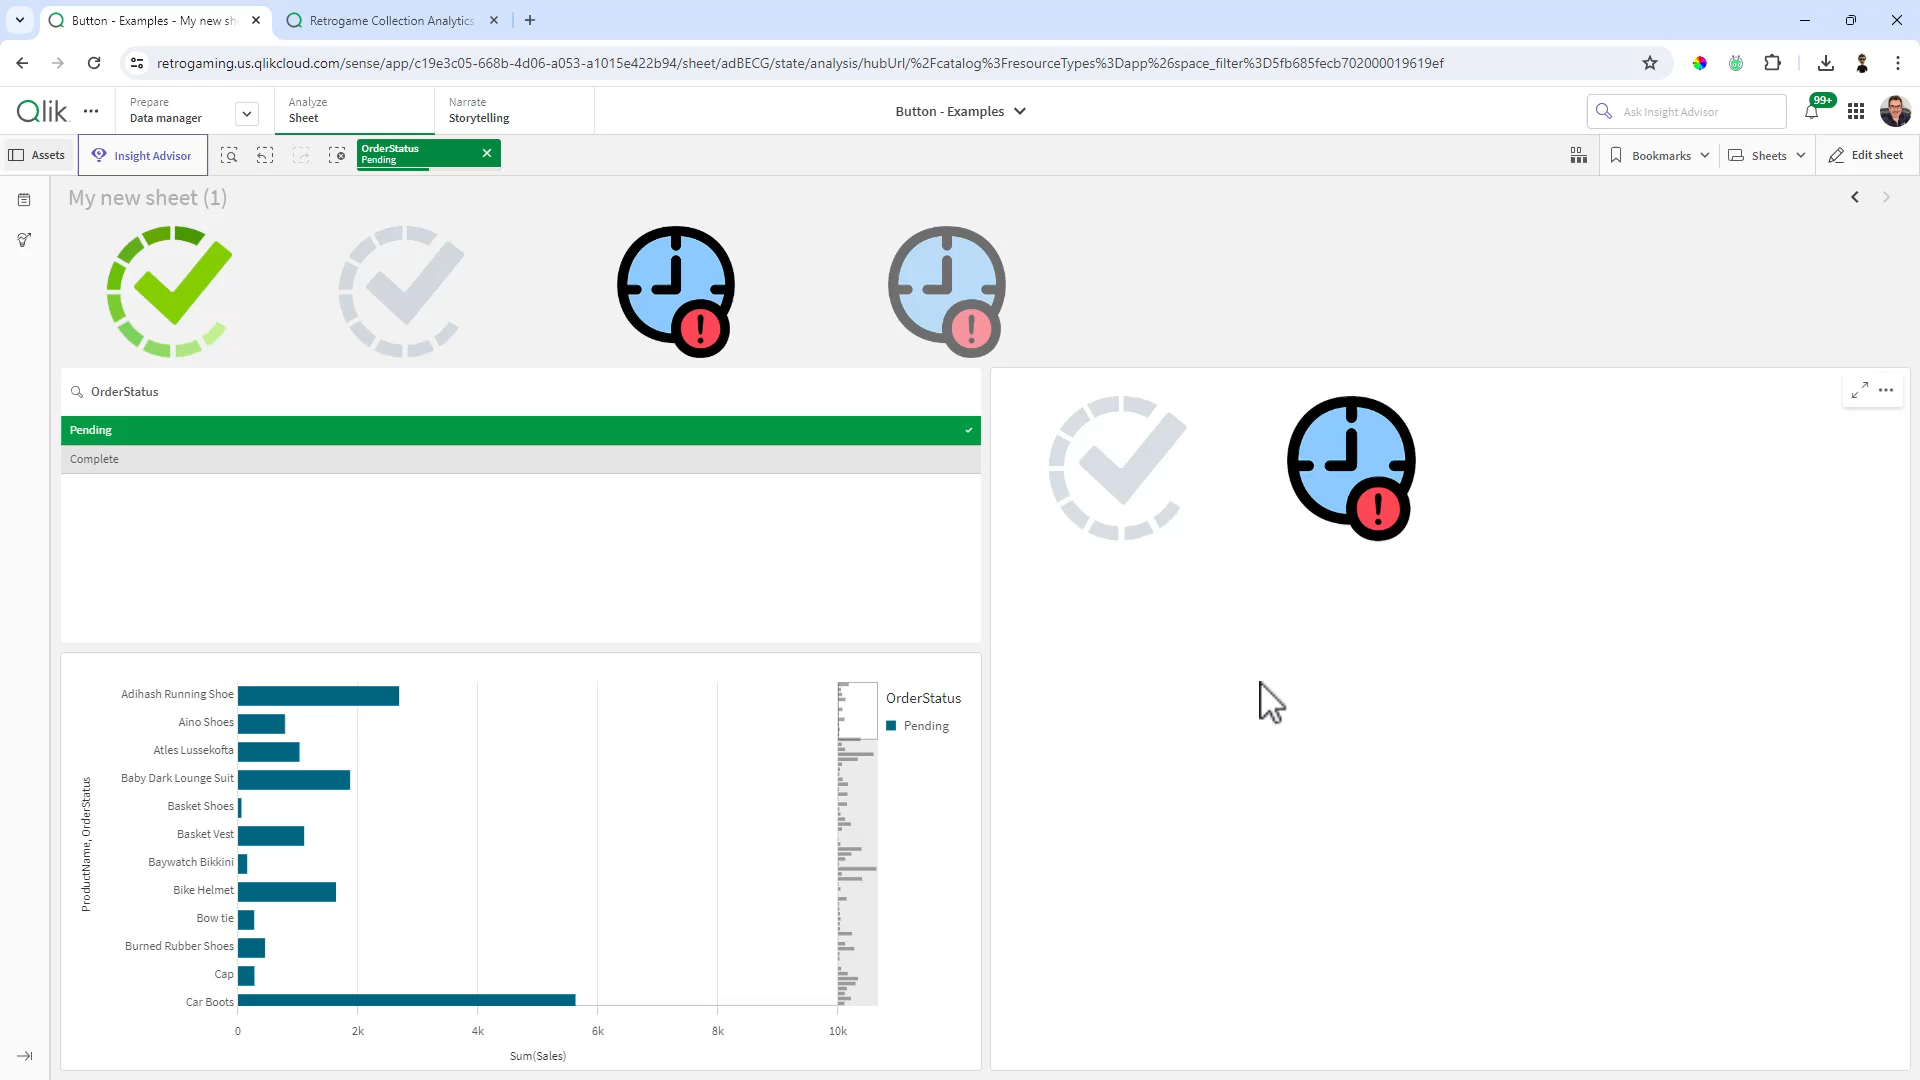 Button - Examples - My new sh
Retrogame Collection Analytics
retrogaming.us.qlikcloud.com/sense/app/c19e3c05-668b-4d06-a053-a1015e422b94/sheet/adBECG/state/analysis/hubUrl/%2Fcatalog%3FresourceTypes%3Dapp%26space_filter%3D5fb685fecb702000019619ef
Qlik
Prepare
Data manager
Analyze
Sheet
Narrate
Storytelling
Button - Examples
Ask Insight Advisor
99+
Assets
Insight Advisor
OrderStatus
Pending
Bookmarks
Sheets
Edit sheet
My new sheet (1)
OrderStatus
Pending
Complete
ProductName, OrderStatus
Adihash Running Shoe
Aino Shoes
Atles Lussekofta
Baby Dark Lounge Suit
Basket Shoes
Basket Vest
Baywatch Bikkini
Bike Helmet
Bow tie
Burned Rubber Shoes
Cap
Car Boots
0 2k 4k 6k 8k 10k
Sum(Sales)
OrderStatus
Pending